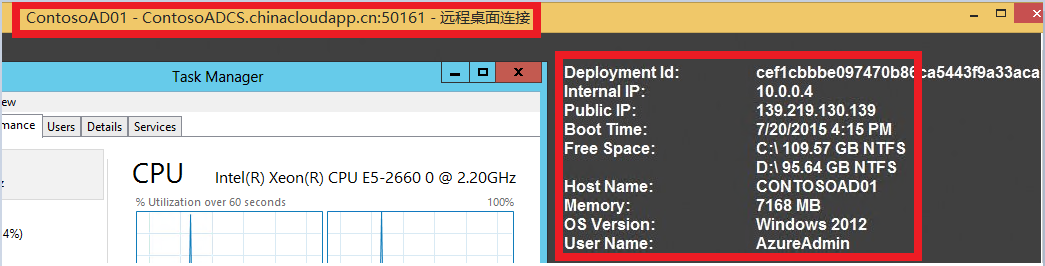 ContosoAD01 - ContosoADCS.chinacloudapp.cn:50161 - 远程桌面连接
Task Manager
ew
mance Users Details Services
CPU Intel(R) Xeon(R) CPU E5-2660 0 @ 2.20GHz
% Utilization over 60 seconds 100%
z
4%)
Deployment Id: cef1cbbbe097470b86ca5443f9a33aca
Internal IP: 10.0.0.4
Public IP: 139.219.130.139
Boot Time: 7/20/2015 4:15 PM
Free Space: C:\ 109.57 GB NTFS
D:\ 95.64 GB NTFS
Host Name: CONTOSOAD01
Memory: 7168 MB
OS Version: Windows 2012
User Name: AzureAdmin